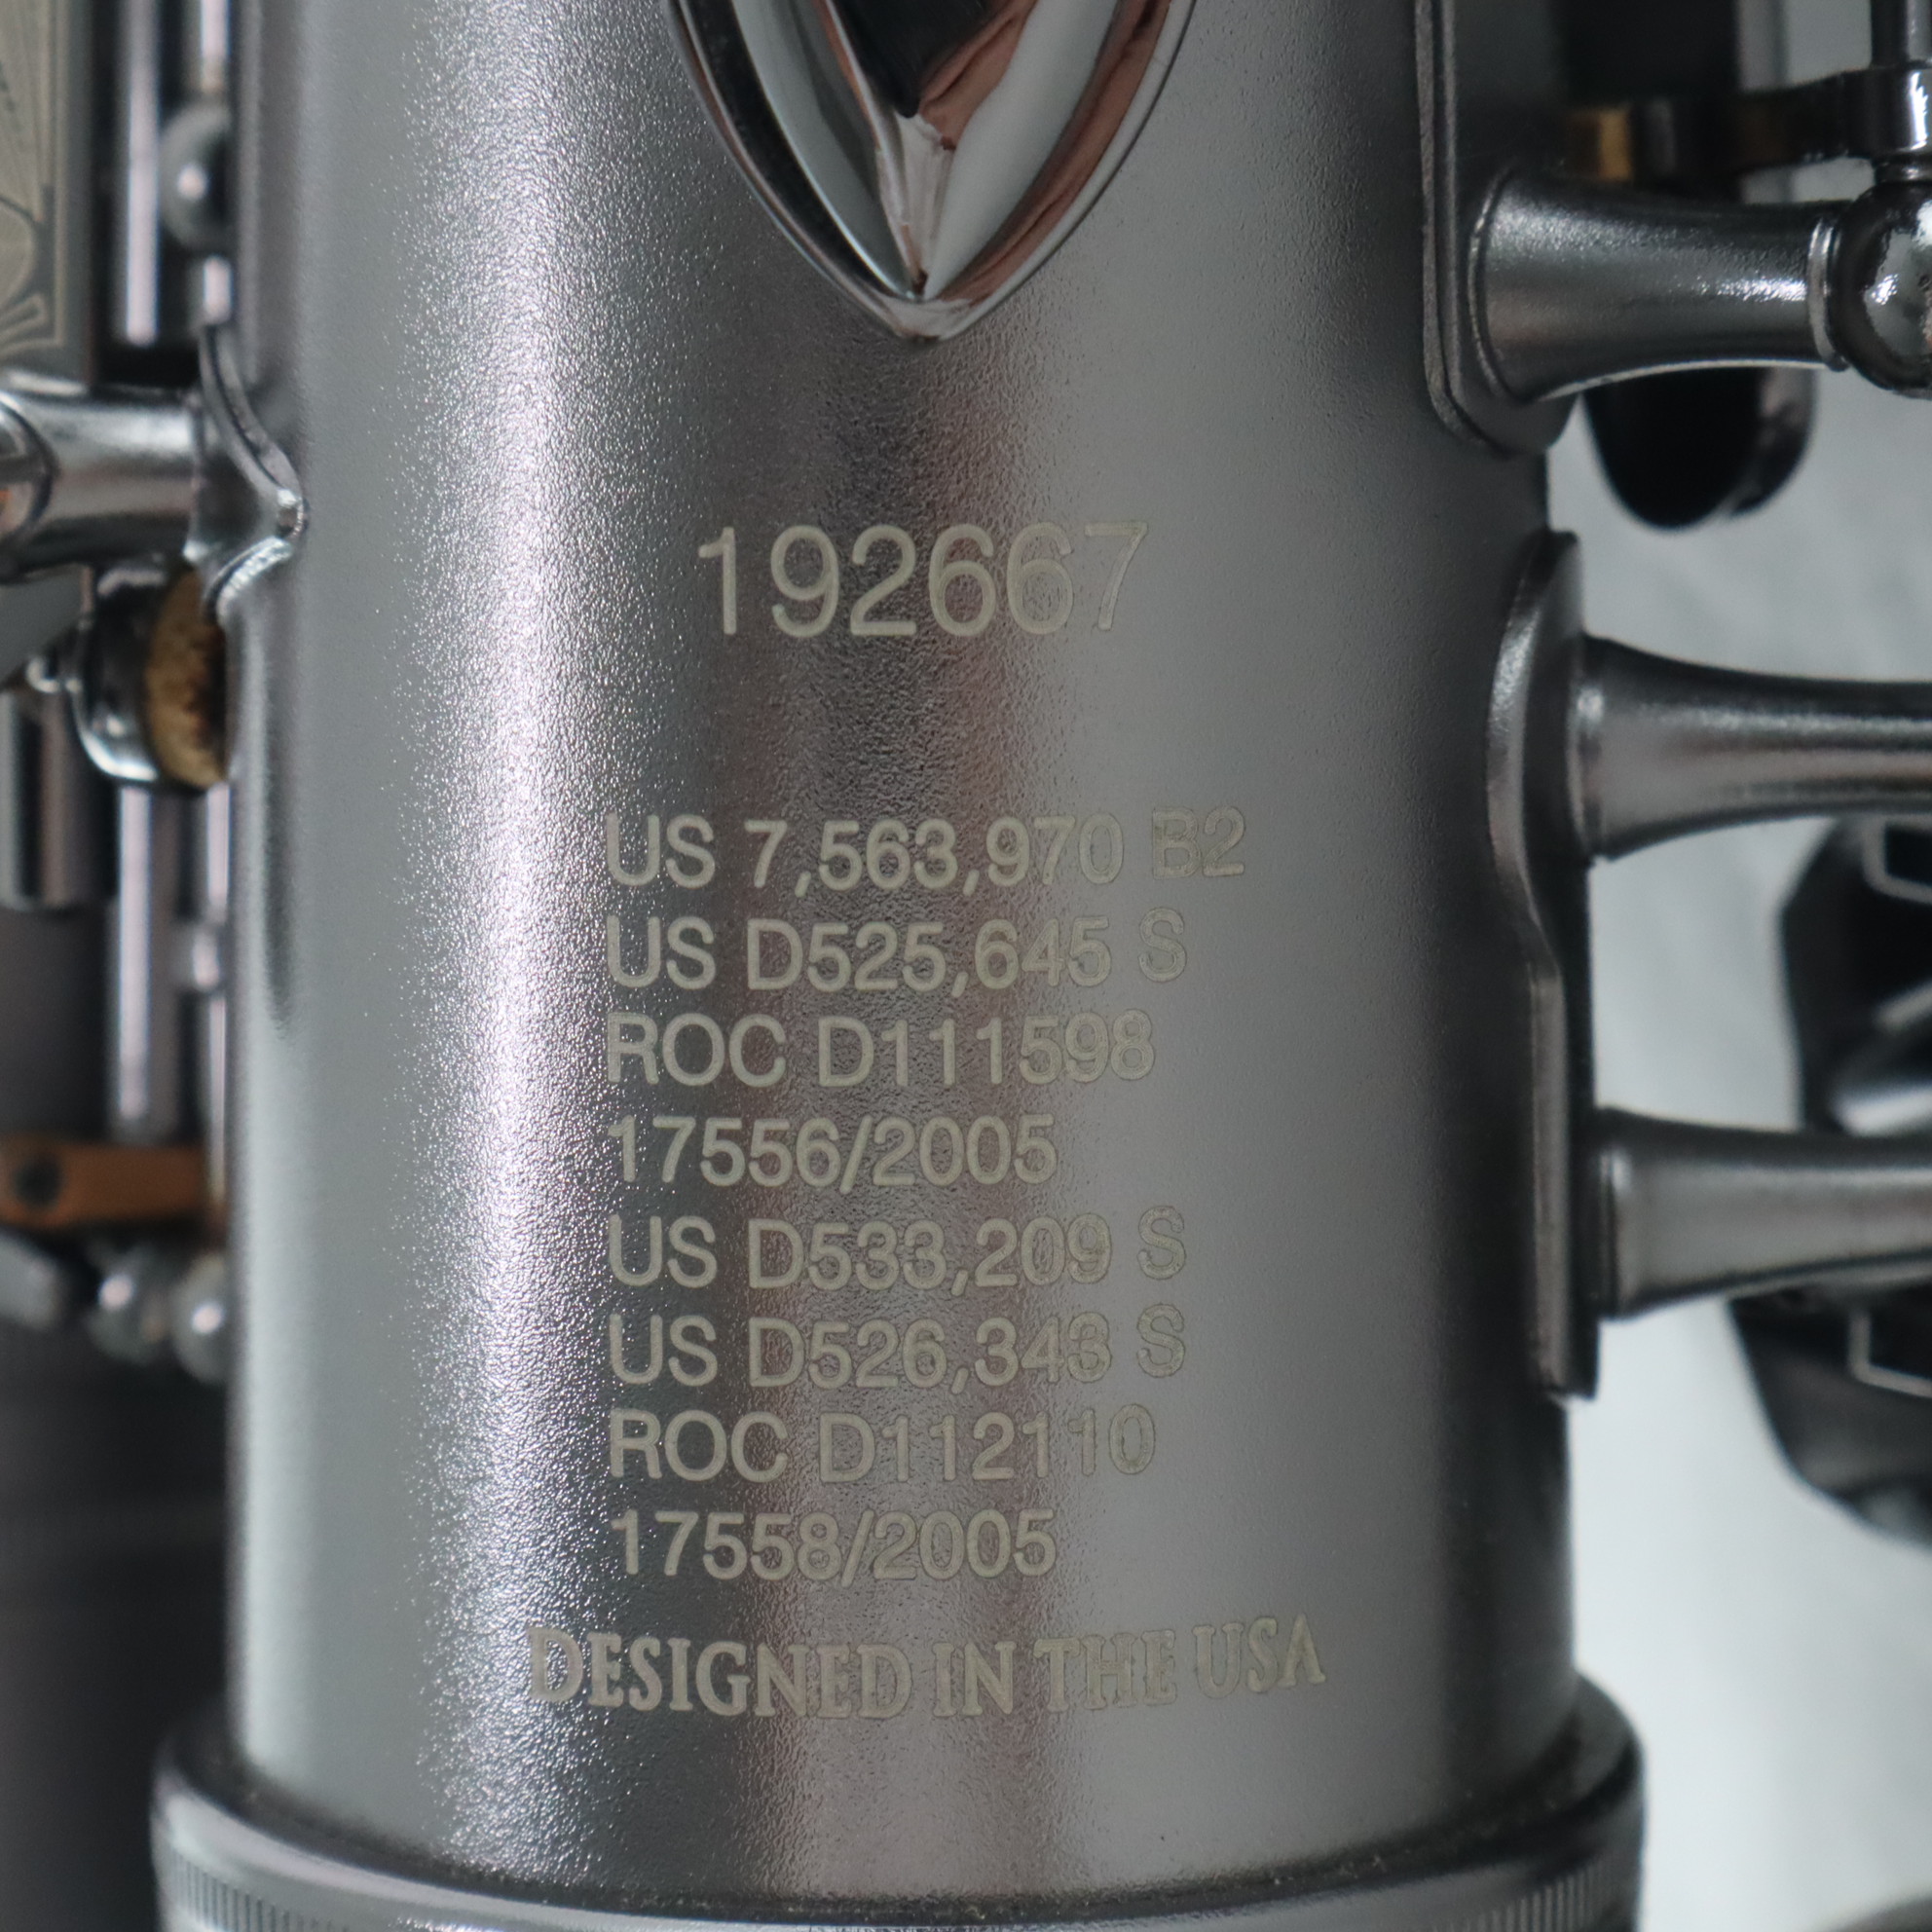 192667
US 7,563,970 B2
US D525,645 S
ROC D111598
17556/2005
US D533,209 S
US D526,343 S
ROC D112110
17558/2005
DESIGNED IN THE USA